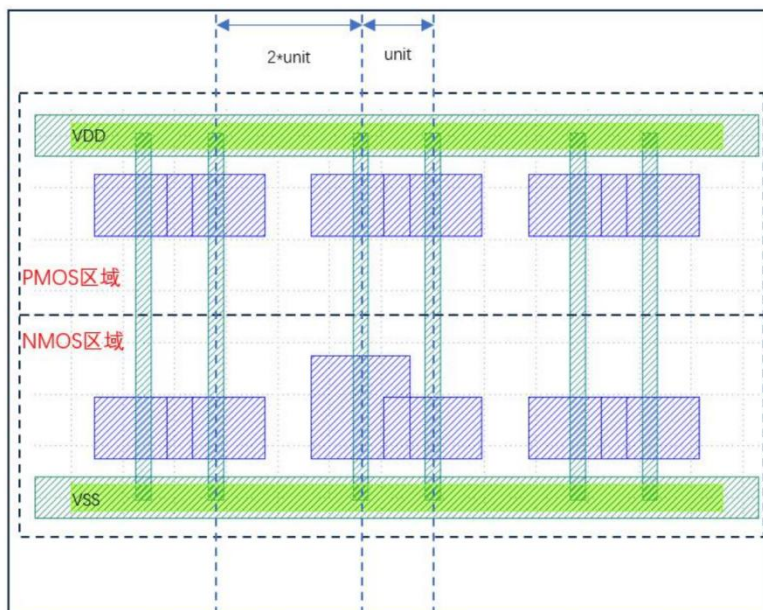 2*unit
unit
VDD
PMOS区域
NMOS区域
VSS